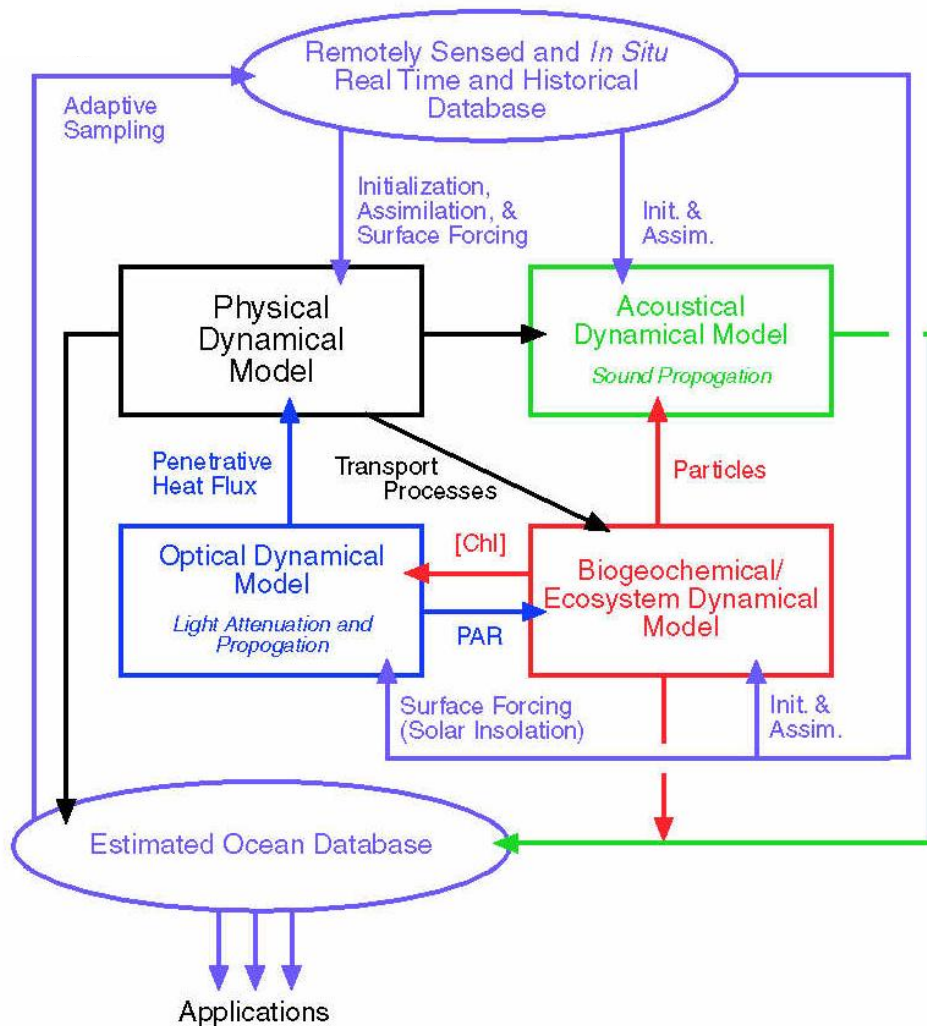 Remotely Sensed and In Situ
Real Time and Historical
Database
Adaptive
Sampling
Initialization,
Assimilation, &
Surface Forcing
Init. &
Assim.
Physical
Dynamical
Model
Acoustical
Dynamical Model
Sound Propogation
Penetrative
Heat Flux
Transport
Processes
Particles
Optical Dynamical
Model
Light Attenuation and
Propogation
[Chl]
PAR
Biogeochemical/
Ecosystem Dynamical
Model
Surface Forcing
(Solar Insolation)
Init. &
Assim.
Estimated Ocean Database
Applications